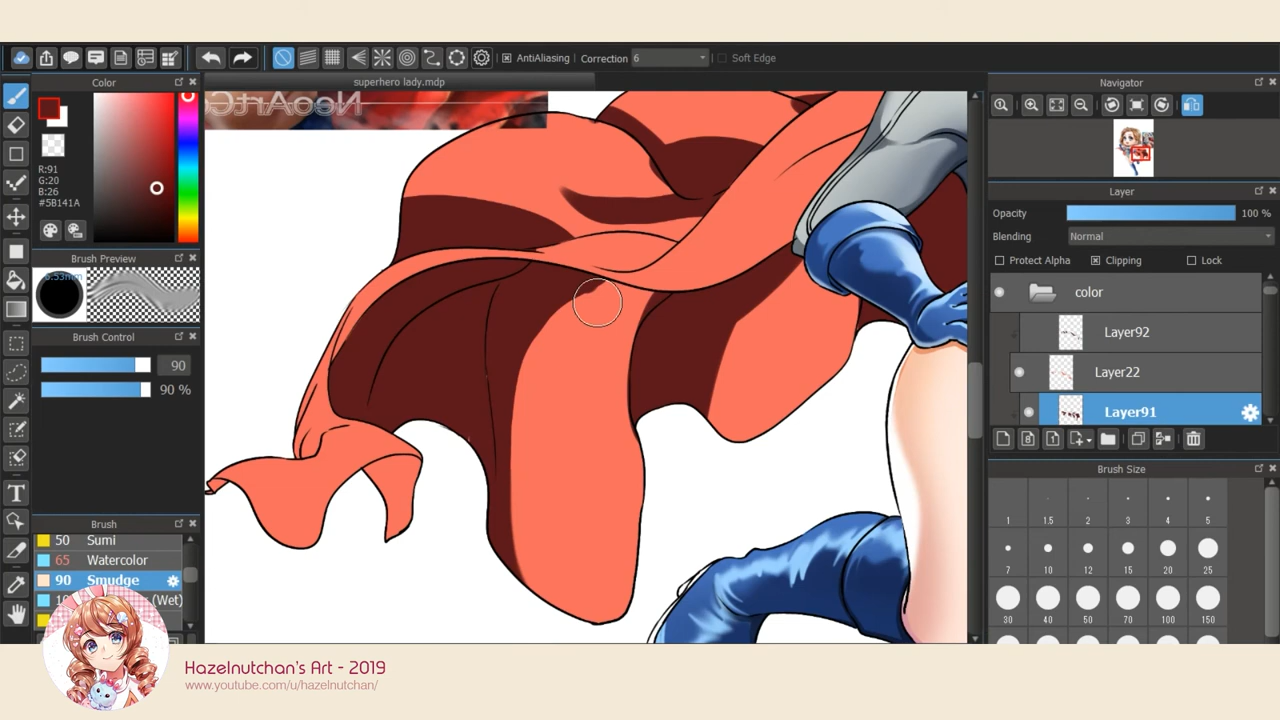 AntiAliasing Correction 6 Soft Edge
Color
superhero lady.mdp
Navigator
NeoArtCo
R:91
G:20
B:26
#5B141A
Layer
Opacity 100 %
Blending Normal
Protect Alpha Clipping Lock
Brush Preview
color
Layer92
Layer22
Layer91
Brush Control
90
90 %
Brush Size
1 1.5 2 3 4 5
7 10 12 15 20 25
30 40 50 70 100 150
Brush
50 Sumi
65 Watercolor
90 Smudge
(Wet)
Hazelnutchan's Art - 2019
www.youtube.com/u/hazelnutchan/